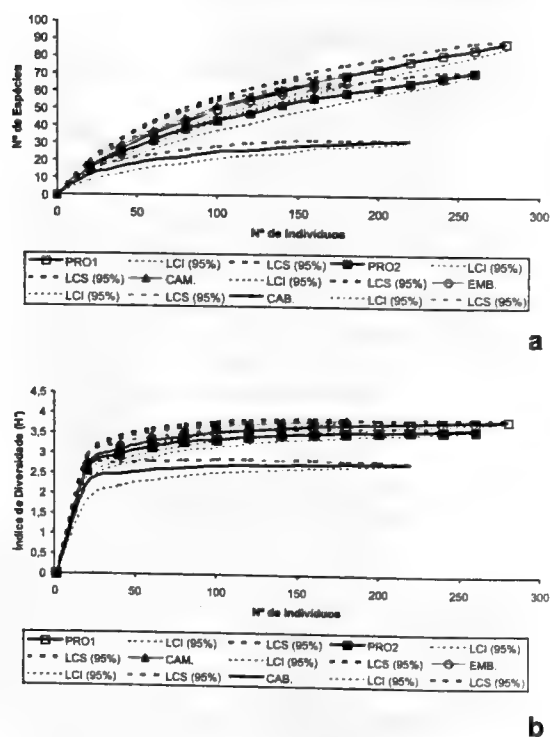 100
90
80
70
60
50
40
30
20
10
0
Nº de Espécies
0 50 100 150 200 250
Nº de Indivíduos
PRO1 LCI (95%) LCS (95%) PRO2 LCI (95%)
LCS (95%) CAM. LCI (95%) LCS (95%) EMB.
LCI (95%) LCS (95%) CAB. LCI (95%) LCS (95%)
a
4,5
4
3,5
3
2,5
2
1,5
1
0,5
0
Índice de Diversidade (H')
0 50 100 150 200 250
Nº de Indivíduos
PRO1 LCI (95%) LCS (95%) PRO2 LCI (95%)
LCS (95%) CAM. LCI (95%) LCS (95%) EMB.
LCI (95%) LCS (95%) CAB. LCI (95%) LCS (95%)
b